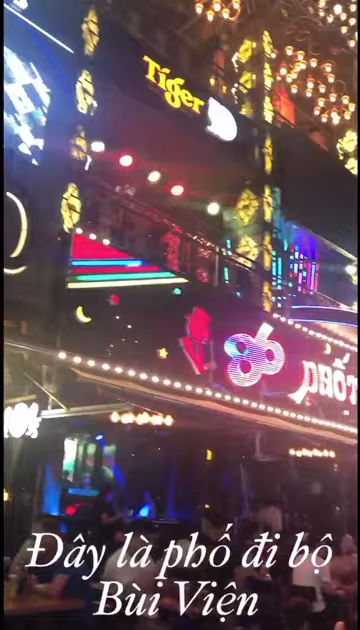 Tiger
86
PHỐ
Đây là phố đi bộ
Bùi Viện